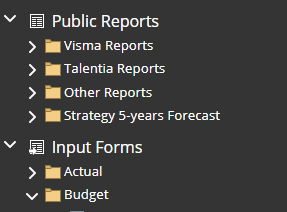 Public Reports
Visma Reports
Talentia Reports
Other Reports
Strategy 5-years Forecast
Input Forms
Actual
Budget